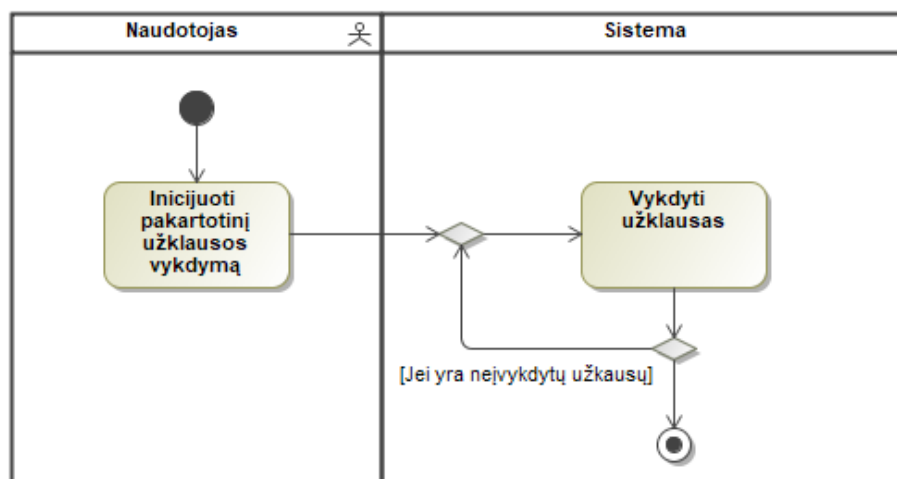 Naudotojas
Sistema
Inicijuoti
pakartotinį
užklausos
vykdymą
Vykdyti
užklausas
[Jei yra neįvykdytų užkausų]